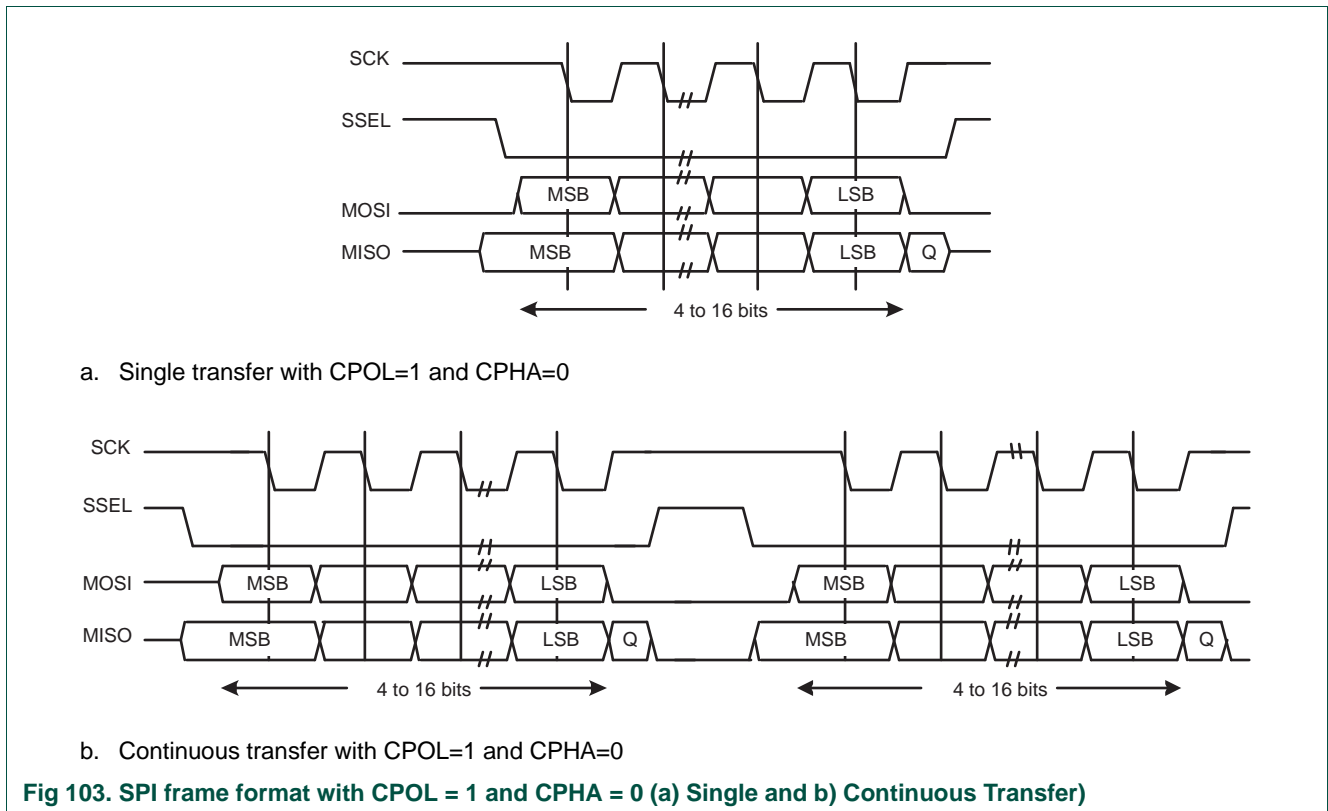 SCK
SSEL
MOSI MSB LSB
MISO MSB LSB Q
4 to 16 bits
a. Single transfer with CPOL=1 and CPHA=0
SCK
SSEL
MOSI MSB LSB MSB LSB
MISO MSB LSB Q MSB LSB Q
4 to 16 bits 4 to 16 bits
b. Continuous transfer with CPOL=1 and CPHA=0
Fig 103. SPI frame format with CPOL = 1 and CPHA = 0 (a) Single and b) Continuous Transfer)